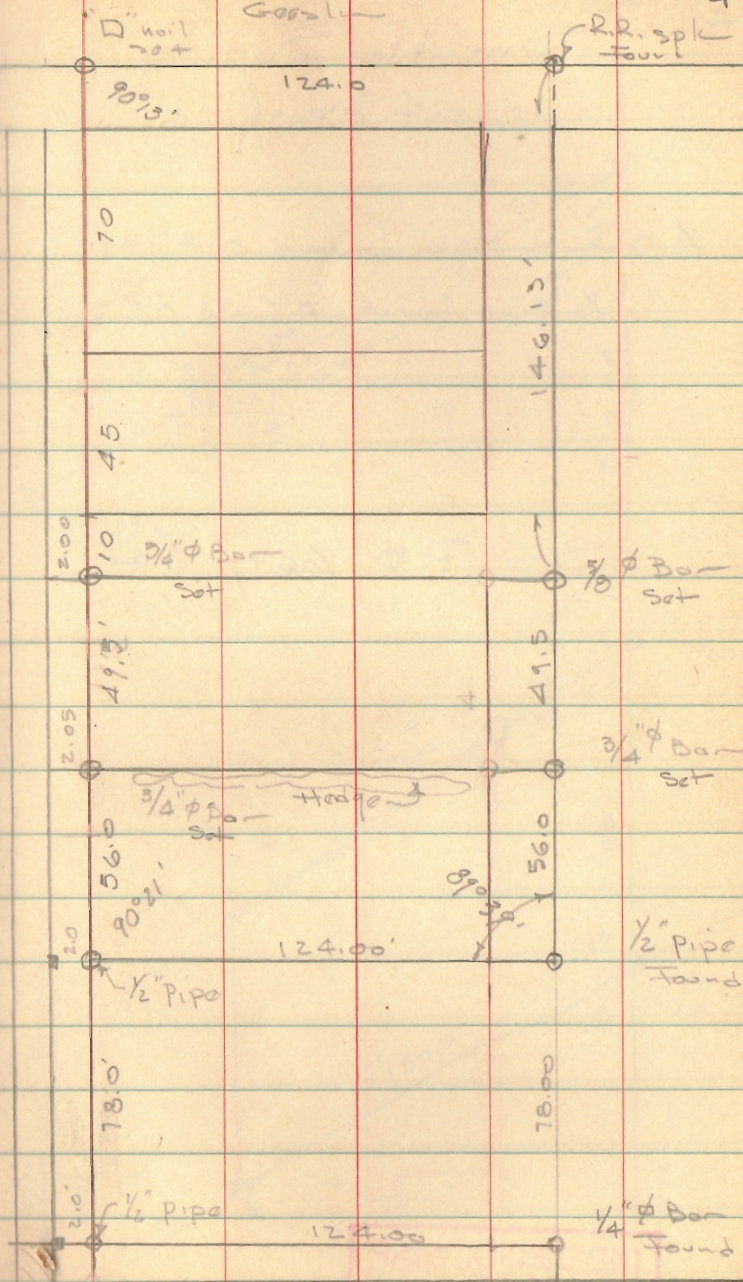 "□" nail
set
R.R. spk
Found
124.0
90°13'
70
146.13'
45
2.00
10
3/4" φ Bar
Set
φ Bar
Set
49.5'
49.5
2.05
3/4" φ Bar
Set
3/4" φ Bar
Set
Hedge
56.0
56.0
90°21'
2.0
124.00'
1/2" pipe
Found
1/2" pipe
78.0'
78.00
2.0'
1/2" pipe
124.00
1/4" φ Bar
Found